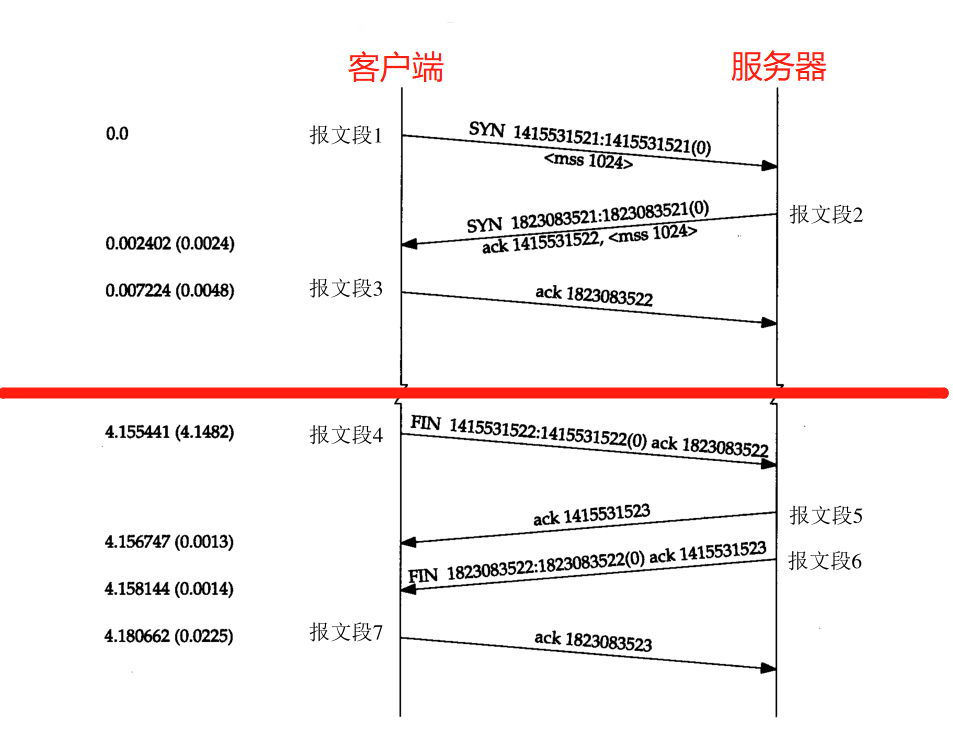 客户端 服务器
0.0 报文段1 SYN 1415531521:1415531521(0)
<mss 1024>
SYN 1823083521:1823083521(0) 报文段2
0.002402 (0.0024) ack 1415531522, <mss 1024>
0.007224 (0.0048) 报文段3 ack 1823083522
4.155441 (4.1482) 报文段4 FIN 1415531522:1415531522(0) ack 1823083522
ack 1415531523 报文段5
4.156747 (0.0013)
FIN 1823083522:1823083522(0) ack 1415531523 报文段6
4.158144 (0.0014)
4.180662 (0.0225) 报文段7 ack 1823083523